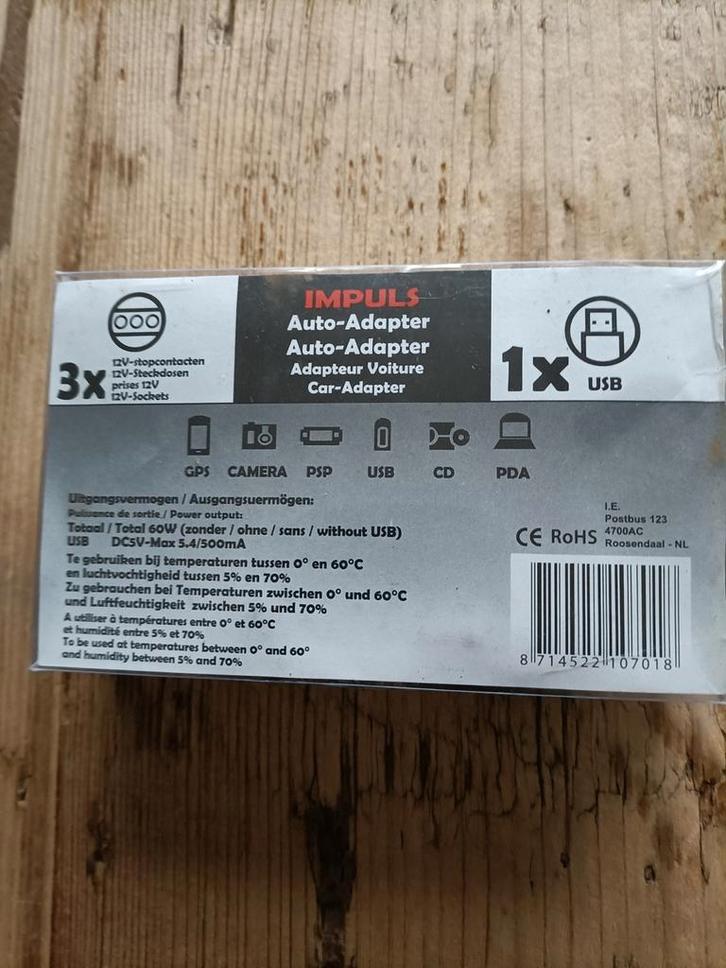 IMPULS
Auto-Adapter
Auto-Adapter
Adapteur Voiture
Car-Adapter
3x
12V-stopcontacten
12V-Steckdosen
prises 12V
12V-Sockets
1x
USB
GPS
CAMERA
PSP
USB
CD
PDA
Uitgangsvermogen / Ausgangsuermögen:
Puissance de sortie / Power output:
Totaal / Total 60W (zonder / ohne / sans / without USB)
USB DC5V-Max 5.4/500mA
Te gebruiken bij temperaturen tussen 0° en 60°C
en luchtvochtigheid tussen 5% en 70%
Zu gebrauchen bei Temperaturen zwischen 0° und 60°C
und Luftfeuchtigkeit zwischen 5% und 70%
A utiliser à températures entre 0° et 60°C
et humidité entre 5% et 70%
To be used at temperatures between 0° and 60°
and humidity between 5% and 70%
CE RoHS
I.E.
Postbus 123
4700AC
Roosendaal - NL
8 714522 107018